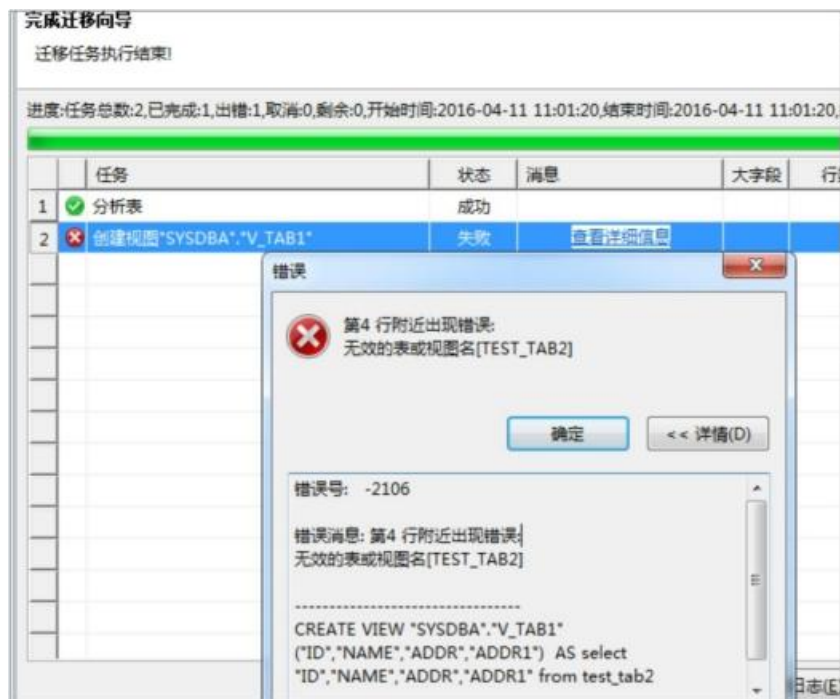 完成迁移向导
迁移任务执行结束!
进度:任务总数:2,已完成:1,出错:1,取消:0,剩余:0,开始时间:2016-04-11 11:01:20,结束时间:2016-04-11 11:01:20,
任务 状态 消息 大字段 行
1 分析表 成功
2 创建视图"SYSDBA"."V_TAB1" 失败 查看详细信息
错误
第4 行附近出现错误:
无效的表或视图名[TEST_TAB2]
确定 << 详情(D)
错误号: -2106
错误消息: 第4 行附近出现错误:
无效的表或视图名[TEST_TAB2]
--------------------------------
CREATE VIEW "SYSDBA"."V_TAB1"
("ID","NAME","ADDR","ADDR1") AS select
"ID","NAME","ADDR","ADDR1" from test_tab2
日志(E